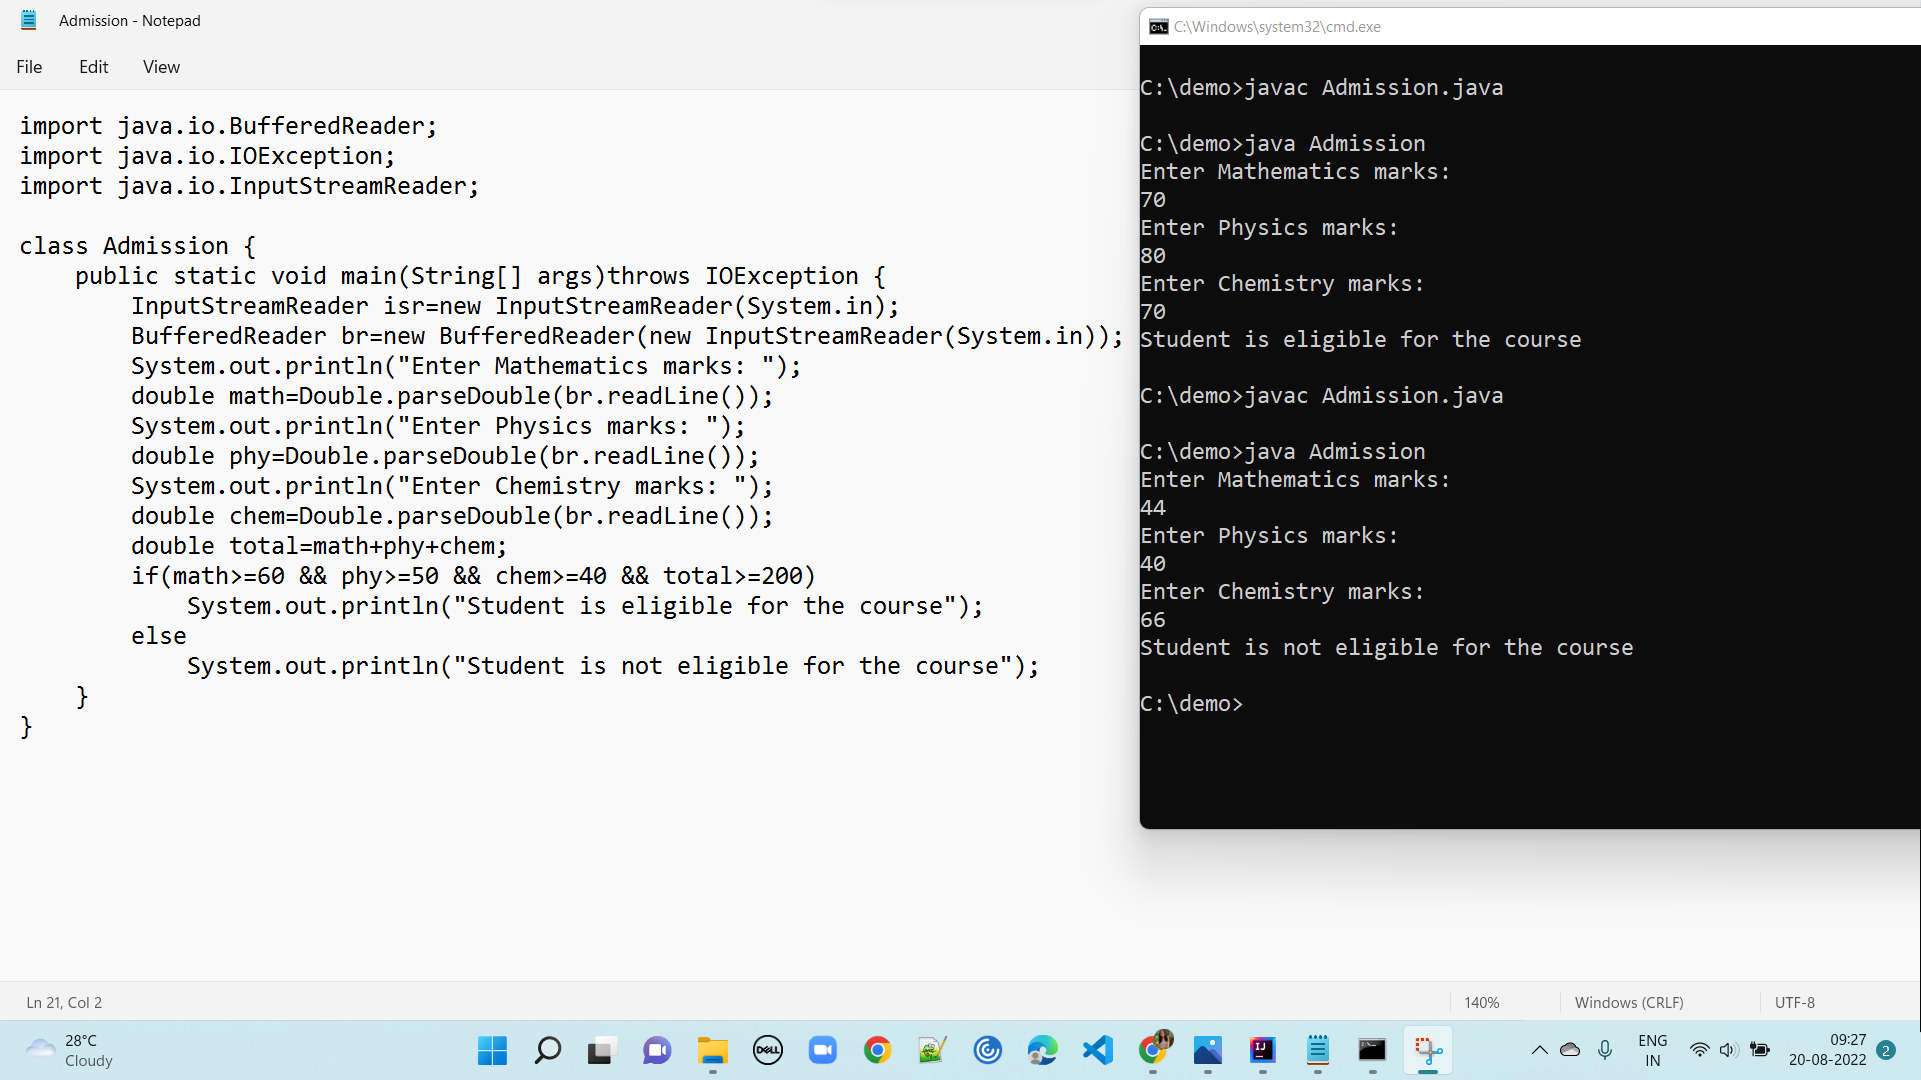 Admission - Notepad
File Edit View
import java.io.BufferedReader;
import java.io.IOException;
import java.io.InputStreamReader;
class Admission {
    public static void main(String[] args)throws IOException {
        InputStreamReader isr=new InputStreamReader(System.in);
        BufferedReader br=new BufferedReader(new InputStreamReader(System.in));
        System.out.println("Enter Mathematics marks: ");
        double math=Double.parseDouble(br.readLine());
        System.out.println("Enter Physics marks: ");
        double phy=Double.parseDouble(br.readLine());
        System.out.println("Enter Chemistry marks: ");
        double chem=Double.parseDouble(br.readLine());
        double total=math+phy+chem;
        if(math>=60 && phy>=50 && chem>=40 && total>=200)
            System.out.println("Student is eligible for the course");
        else
            System.out.println("Student is not eligible for the course");
    }
}
C:\Windows\system32\cmd.exe
C:\demo>javac Admission.java
C:\demo>java Admission
Enter Mathematics marks:
70
Enter Physics marks:
80
Enter Chemistry marks:
70
Student is eligible for the course
C:\demo>javac Admission.java
C:\demo>java Admission
Enter Mathematics marks:
44
Enter Physics marks:
40
Enter Chemistry marks:
66
Student is not eligible for the course
C:\demo>
Ln 21, Col 2
140%
Windows (CRLF)
UTF-8
28°C
Cloudy
DELL
IJ
ENG
IN
09:27
20-08-2022
2